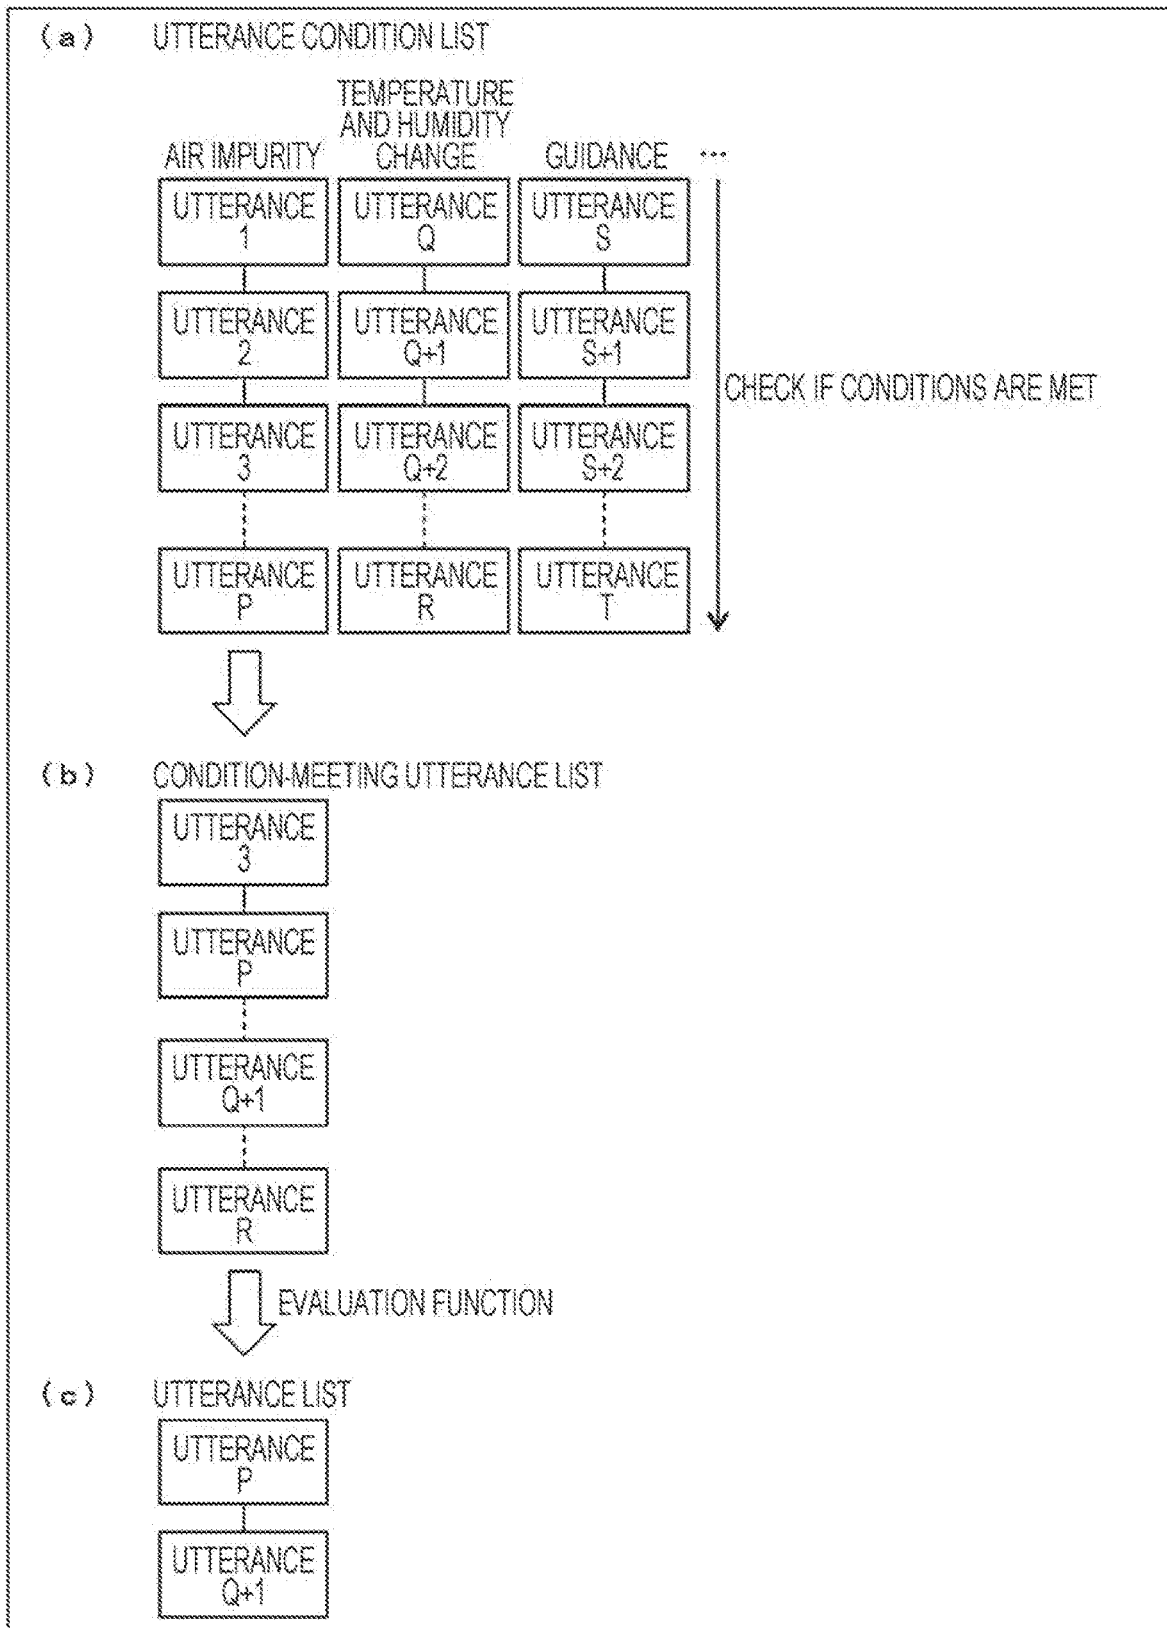 (a) UTTERANCE CONDITION LIST
TEMPERATURE
AND HUMIDITY
AIR IMPURITY CHANGE GUIDANCE ...
UTTERANCE UTTERANCE UTTERANCE
1 Q S
UTTERANCE UTTERANCE UTTERANCE
2 Q+1 S+1
CHECK IF CONDITIONS ARE MET
UTTERANCE UTTERANCE UTTERANCE
3 Q+2 S+2
UTTERANCE UTTERANCE UTTERANCE
P R T
(b) CONDITION-MEETING UTTERANCE LIST
UTTERANCE
3
UTTERANCE
P
UTTERANCE
Q+1
UTTERANCE
R
EVALUATION FUNCTION
(c) UTTERANCE LIST
UTTERANCE
P
UTTERANCE
Q+1